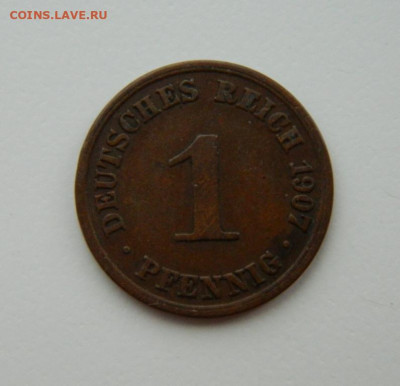 COINS.LAVE.RU
DEUTSCHES REICH 1907
1
· PFENNIG ·